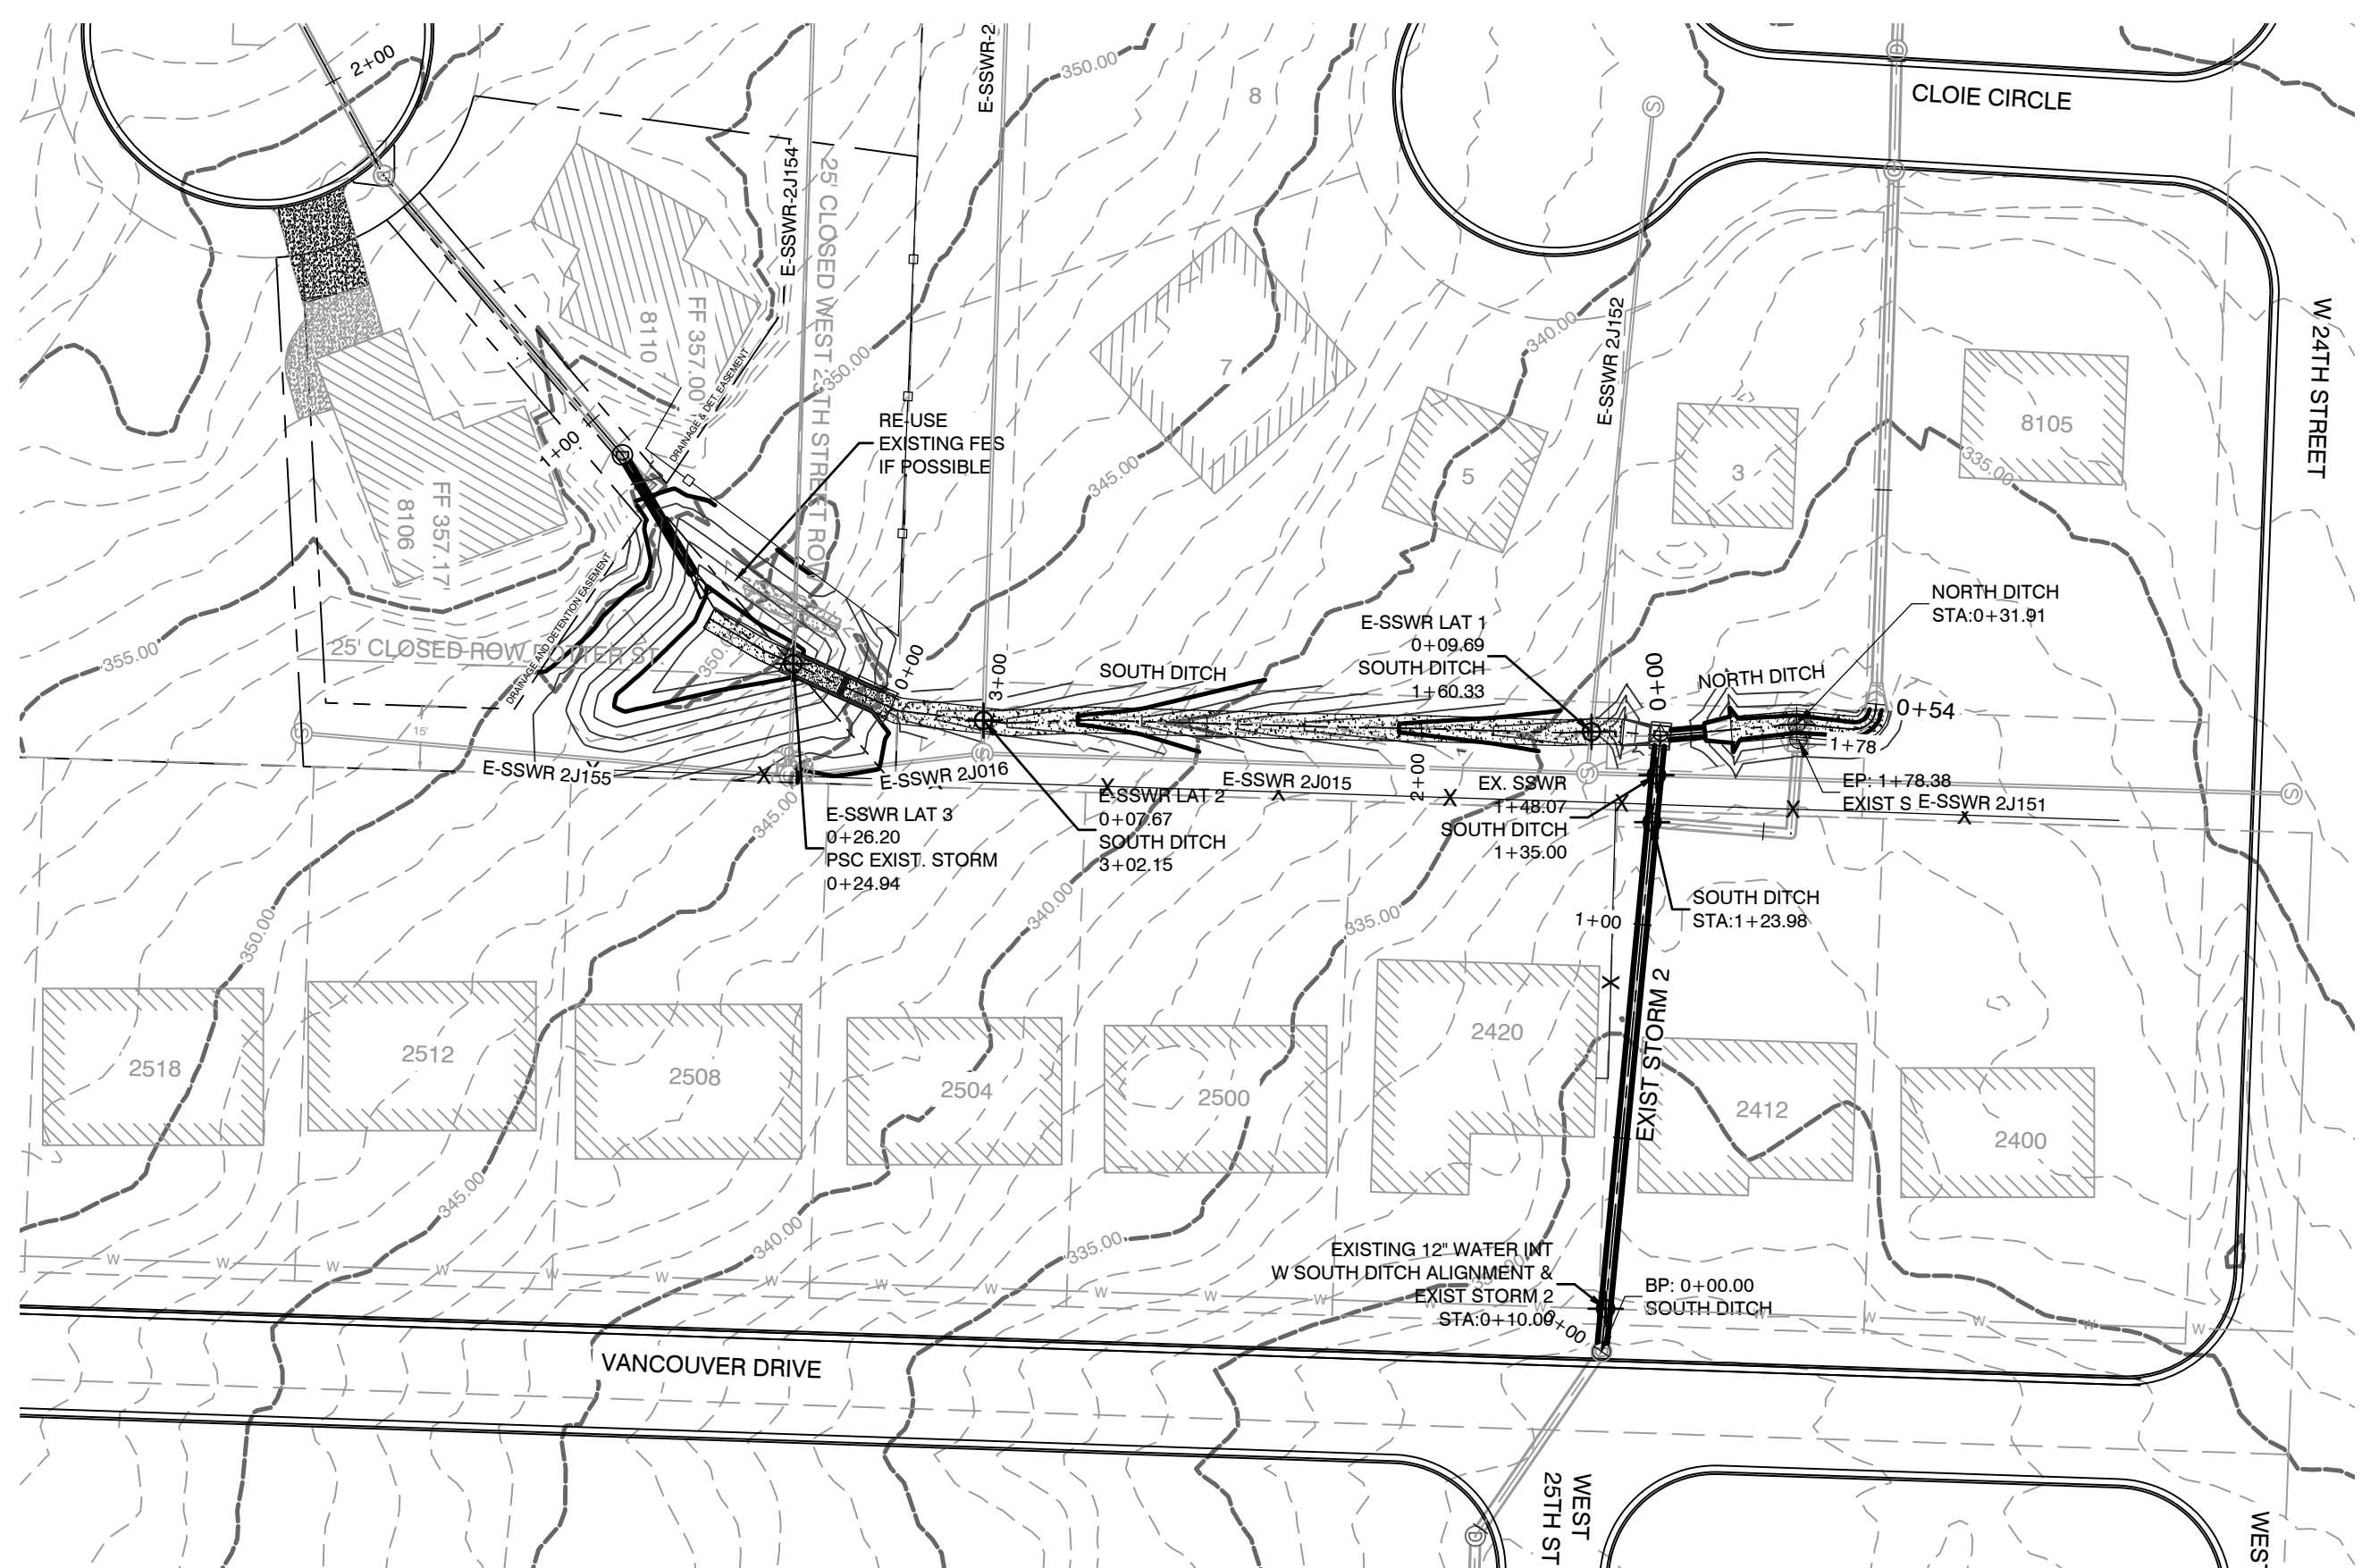 2+00
E-SSWR-2
350.00
8
CLOIE CIRCLE
W 24TH STREET
E-SSWR-2J154
25' CLOSED WEST 25TH STREET ROW
8110
FF 357.00
DRAINAGE & DET. EASEMENT
350.00
7
340.00
E-SSWR 2J152
5
3
8105
335.00
345.00
RE-USE
EXISTING FES
IF POSSIBLE
1+00
8106
FF 357.17
DRAINAGE AND DETENTION EASEMENT
25' CLOSED ROW POTTER ST.
355.00
350.
0+00
3+00
SOUTH DITCH
E-SSWR LAT 1
0+09.69
SOUTH DITCH
1+60.33
0+00
NORTH DITCH
NORTH DITCH
STA:0+31.91
0+54
1+78
EP: 1+78.38
EXIST S
E-SSWR 2J151
15'
E-SSWR 2J155
E-SSWR 2J016
E-SSWR 2J015
2+00
EX. SSWR
1+48.07
SOUTH DITCH
1+35.00
E-SSWR LAT 3
0+26.20
PSC EXIST. STORM
0+24.94
E-SSWR LAT 2
0+07.67
SOUTH DITCH
3+02.15
SOUTH DITCH
STA:1+23.98
345.00
340.00
335.00
350.00
1+00
EXIST STORM 2
2518
2512
2508
2504
2500
2420
2412
2400
345.00
340.00
335.00
EXISTING 12" WATER INT
W SOUTH DITCH ALIGNMENT &
EXIST STORM 2
STA:0+10.00
0+00
BP: 0+00.00
SOUTH DITCH
VANCOUVER DRIVE
WEST
25TH ST
WEST